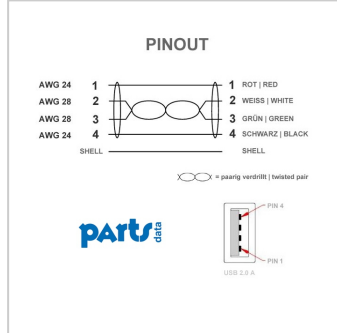 PINOUT
AWG 24 1 1 ROT | RED
AWG 28 2 2 WEISS | WHITE
AWG 28 3 3 GRÜN | GREEN
AWG 24 4 4 SCHWARZ | BLACK
SHELL SHELL
= paarig verdrillt | twisted pair
parts data
PIN 4
PIN 1
USB 2.0 A